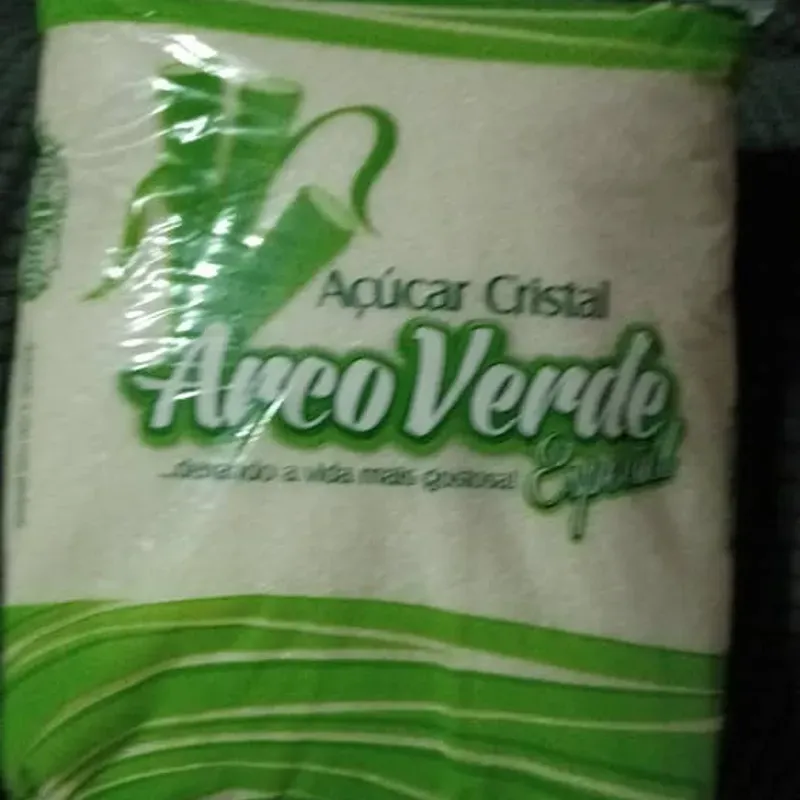 Açúcar Cristal
Arco Verde
Especial
...deixando a vida mais gostosa!